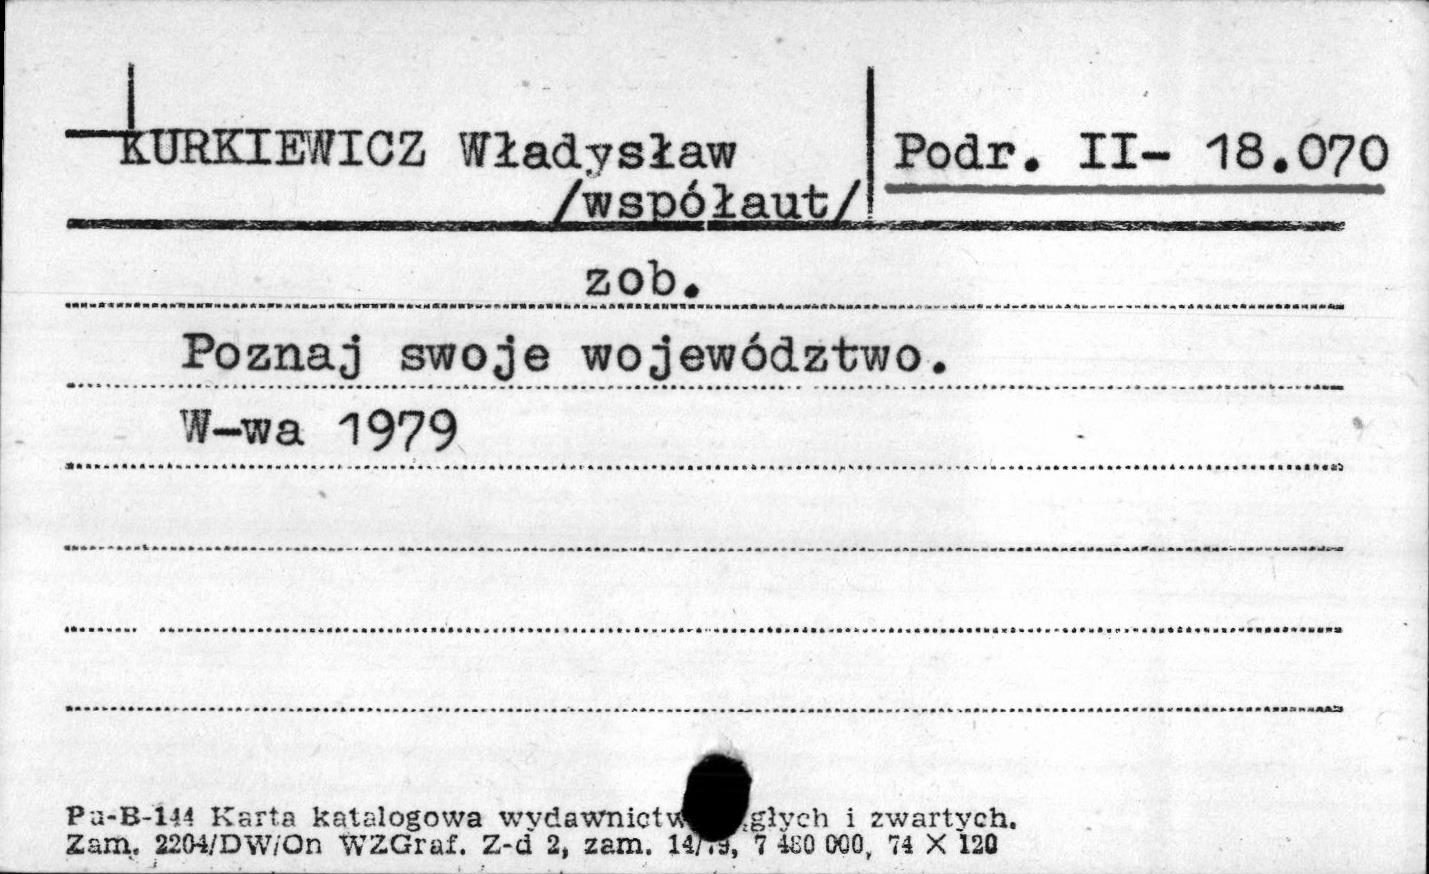 KURKIEWICZ Władysław
/współaut/
Podr. II- 18.070
zob.
Poznaj swoje województwo.
W-wa 1979
Pu-B-144 Karta katalogowa wydawnictw głych i zwartych.
Zam. 2204/DW/On WZGraf. Z-d 2, zam. 14/79, 7 480 000, 74 X 120